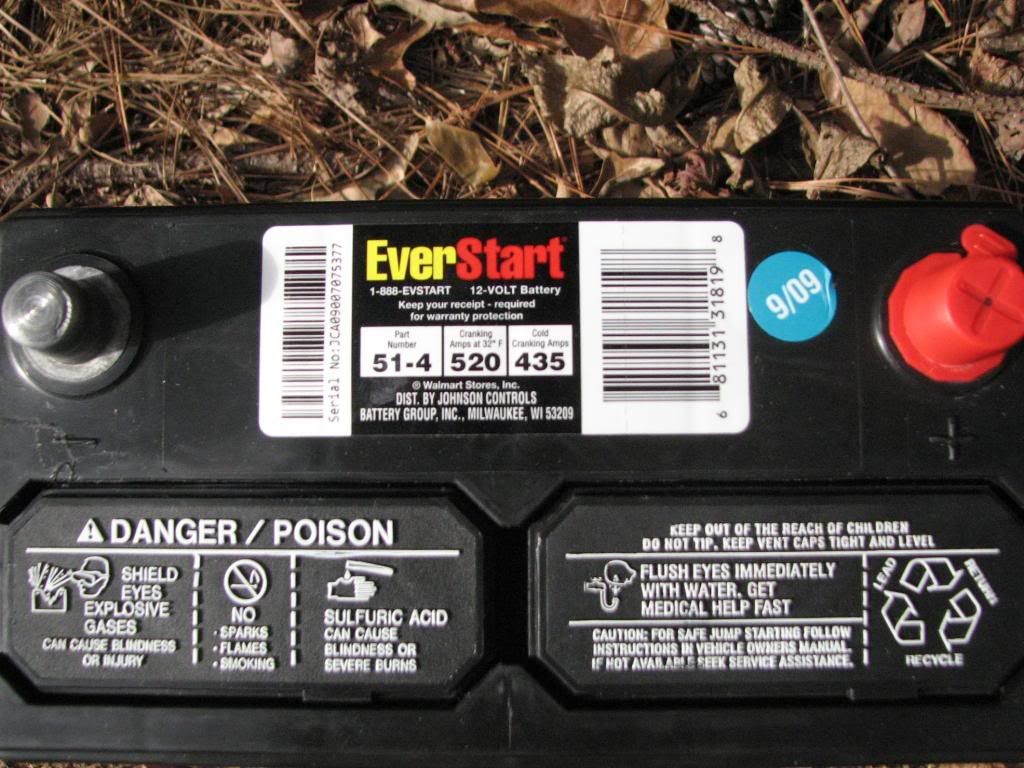 Serial No:JCA09007075377
EverStart
1-888-EVSTART 12-VOLT Battery
Keep your receipt - required
for warranty protection
Part Number
51-4
Cranking Amps at 32° F
520
Cold Cranking Amps
435
© Walmart Stores, Inc.
DIST. BY JOHNSON CONTROLS
BATTERY GROUP, INC., MILWAUKEE, WI 53209
6 81131 31819 8
9/09
+
DANGER / POISON
SHIELD
EYES
EXPLOSIVE
GASES
CAN CAUSE BLINDNESS
OR INJURY
NO
• SPARKS
• FLAMES
• SMOKING
SULFURIC ACID
CAN CAUSE
BLINDNESS OR
SEVERE BURNS
KEEP OUT OF THE REACH OF CHILDREN
DO NOT TIP. KEEP VENT CAPS TIGHT AND LEVEL
FLUSH EYES IMMEDIATELY
WITH WATER. GET
MEDICAL HELP FAST
CAUTION: FOR SAFE JUMP STARTING FOLLOW
INSTRUCTIONS IN VEHICLE OWNERS MANUAL.
IF NOT AVAILABLE SEEK SERVICE ASSISTANCE.
LEAD
RETURN
RECYCLE